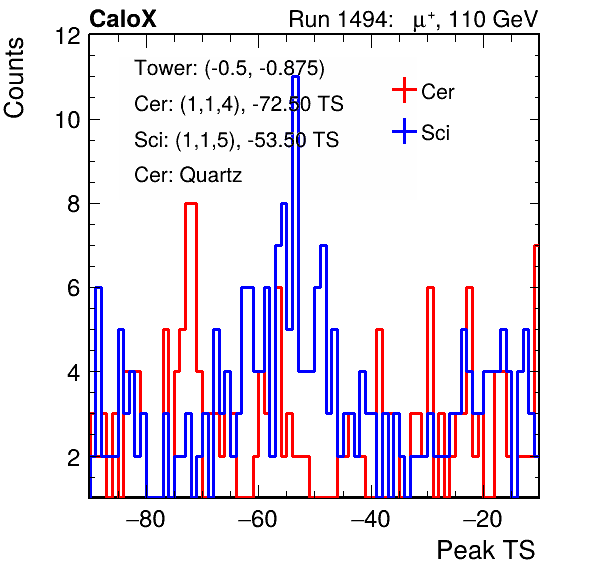 CaloX Run 1494: μ⁺, 110 GeV
Counts
12
10
8
6
4
2
Tower: (-0.5, -0.875)
Cer: (1,1,4), -72.50 TS
Sci: (1,1,5), -53.50 TS
Cer: Quartz
Cer
Sci
−80 −60 −40 −20
Peak TS